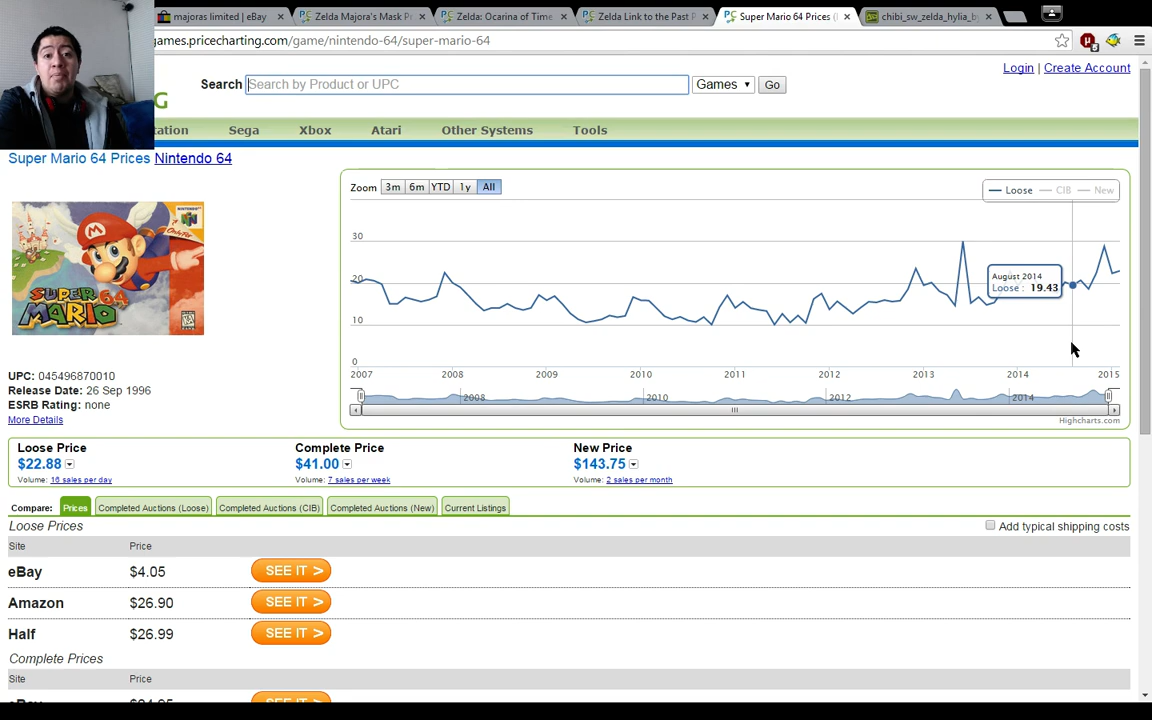 majoras limited | eBay
Zelda Majora's Mask Pr
Zelda: Ocarina of Time
Zelda Link to the Past P
Super Mario 64 Prices (
chibi_sw_zelda_hylia_by
games.pricecharting.com/game/nintendo-64/super-mario-64
5
Login | Create Account
Search
Search by Product or UPC
Games
Go
G
tation
Sega
Xbox
Atari
Other Systems
Tools
Super Mario 64 Prices Nintendo 64
Zoom 3m 6m YTD 1y All
Loose CIB New
30
20
10
0
August 2014
Loose : 19.43
2007 2008 2009 2010 2011 2012 2013 2014 2015
2008 2010 2012 2014
Highcharts.com
NINTENDO 64
SUPER
MARIO 64
UPC: 045496870010
Release Date: 26 Sep 1996
ESRB Rating: none
More Details
Loose Price Complete Price New Price
$22.88 $41.00 $143.75
Volume: 16 sales per day Volume: 7 sales per week Volume: 2 sales per month
Compare: Prices Completed Auctions (Loose) Completed Auctions (CIB) Completed Auctions (New) Current Listings
Loose Prices Add typical shipping costs
Site Price
eBay $4.05 SEE IT >
Amazon $26.90 SEE IT >
Half $26.99 SEE IT >
Complete Prices
Site Price